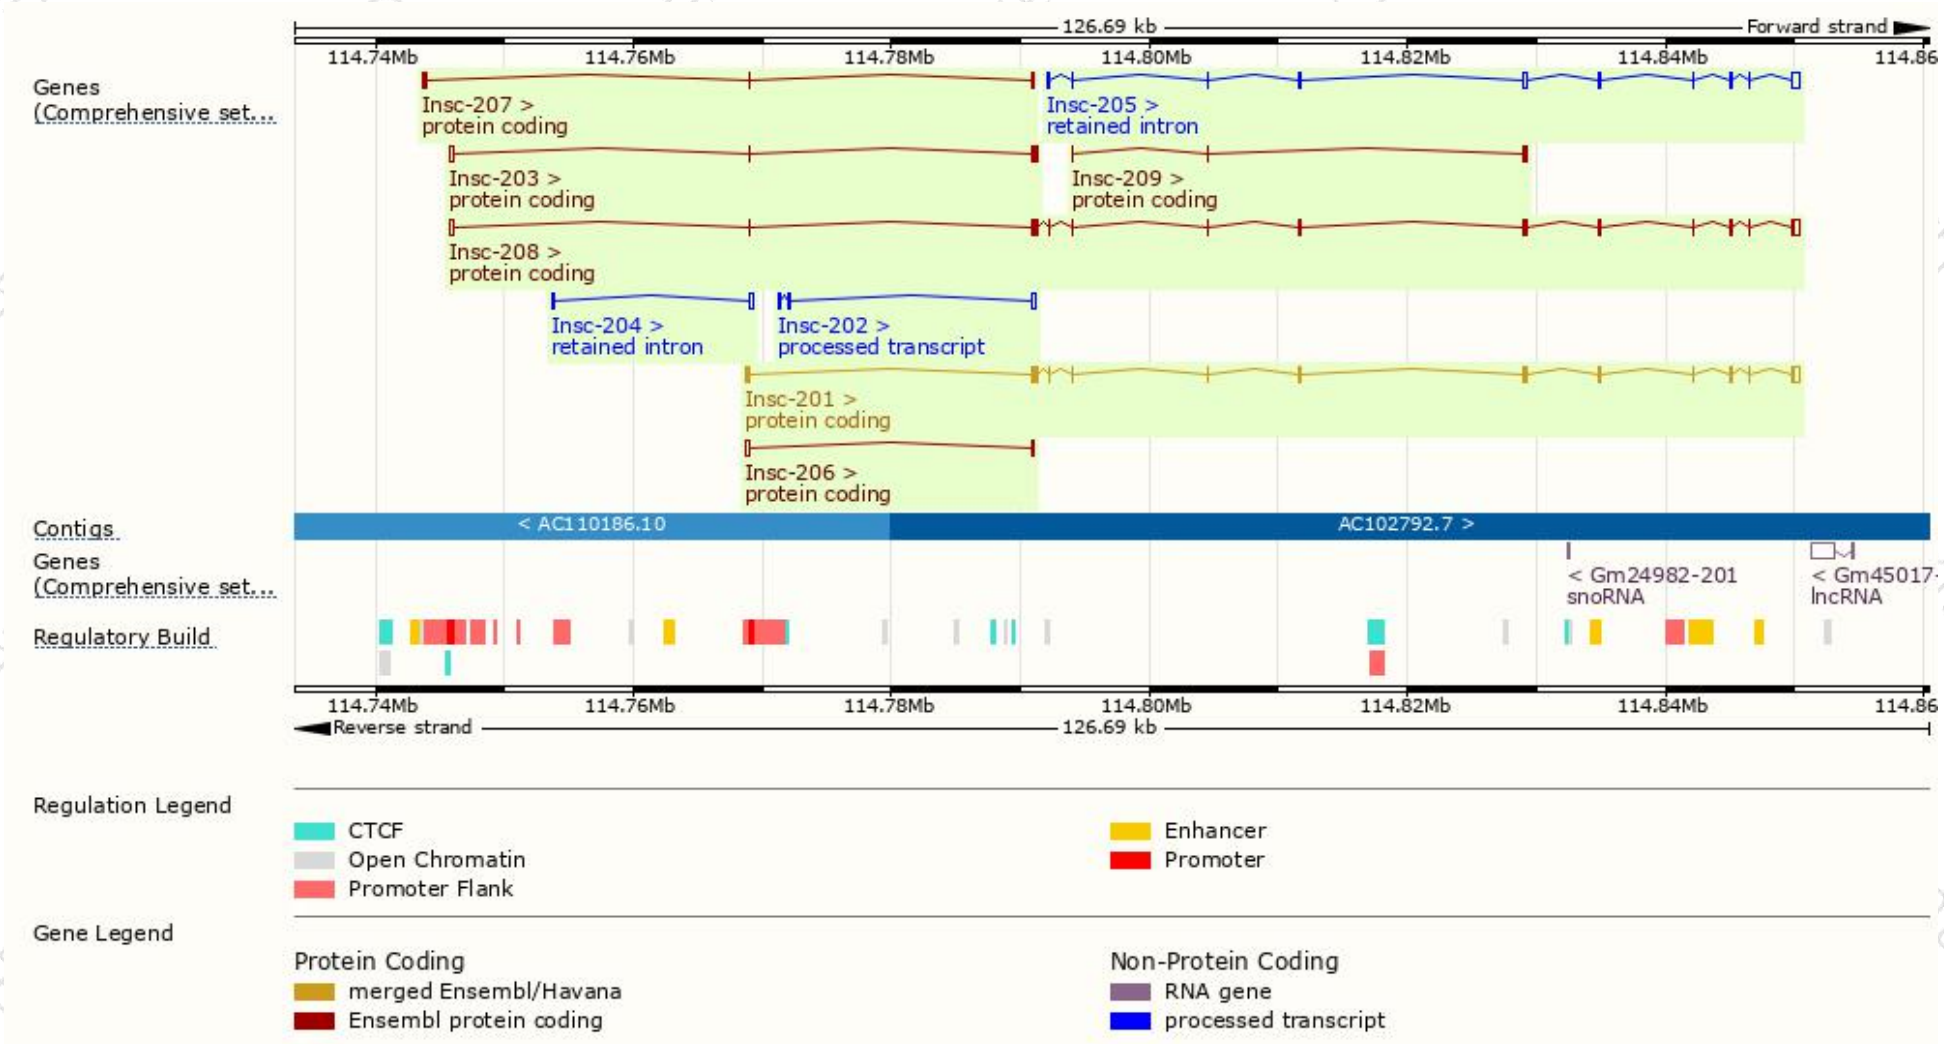 126.69 kb Forward strand
114.74Mb 114.76Mb 114.78Mb 114.80Mb 114.82Mb 114.84Mb 114.86
Genes
(Comprehensive set...
Insc-207 > Insc-205 >
protein coding retained intron
Insc-203 > Insc-209 >
protein coding protein coding
Insc-208 >
protein coding
Insc-204 > Insc-202 >
retained intron processed transcript
Insc-201 >
protein coding
Insc-206 >
protein coding
Contigs < AC110186.10 AC102792.7 >
Genes
(Comprehensive set...
< Gm24982-201 < Gm45017-
snoRNA lncRNA
Regulatory Build
114.74Mb 114.76Mb 114.78Mb 114.80Mb 114.82Mb 114.84Mb 114.86
Reverse strand 126.69 kb
Regulation Legend
CTCF Enhancer
Open Chromatin Promoter
Promoter Flank
Gene Legend
Protein Coding Non-Protein Coding
merged Ensembl/Havana RNA gene
Ensembl protein coding processed transcript